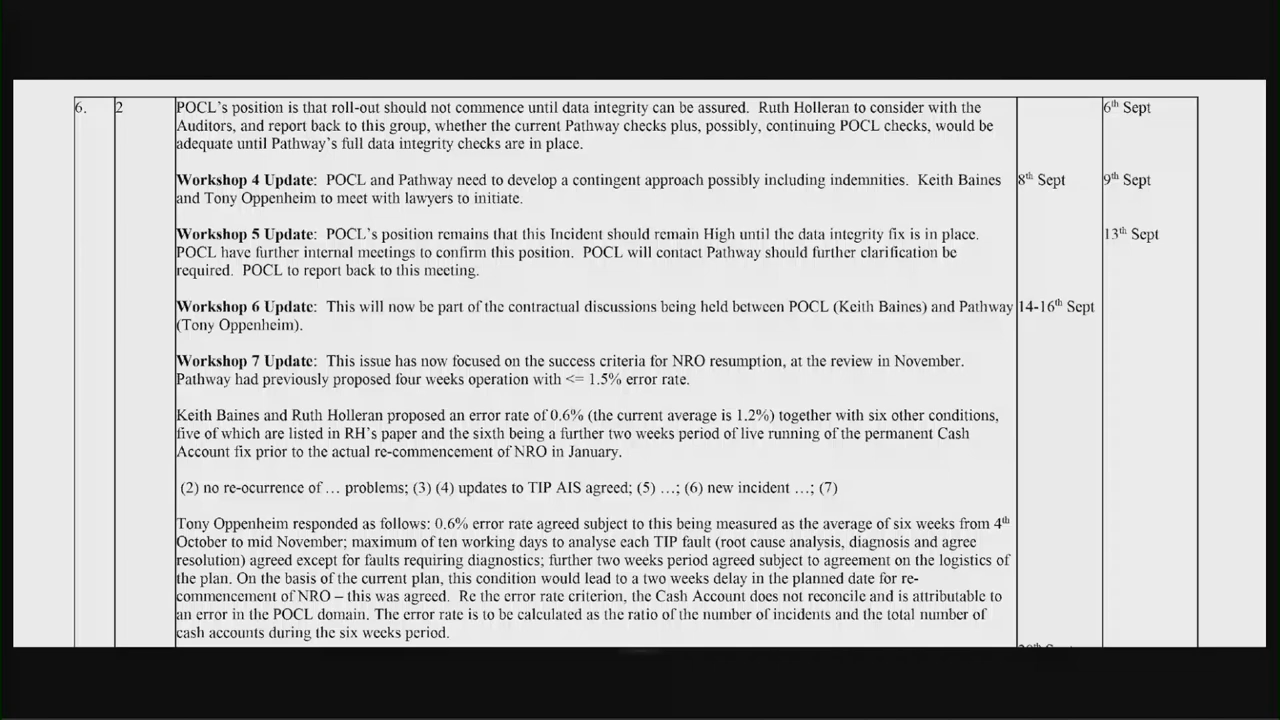 6.
2
POCL's position is that roll-out should not commence until data integrity can be assured. Ruth Holleran to consider with the
Auditors, and report back to this group, whether the current Pathway checks plus, possibly, continuing POCL checks, would be
adequate until Pathway's full data integrity checks are in place.
6th Sept
Workshop 4 Update: POCL and Pathway need to develop a contingent approach possibly including indemnities. Keith Baines
and Tony Oppenheim to meet with lawyers to initiate.
8th Sept
9th Sept
Workshop 5 Update: POCL's position remains that this Incident should remain High until the data integrity fix is in place.
POCL have further internal meetings to confirm this position. POCL will contact Pathway should further clarification be
required. POCL to report back to this meeting.
13th Sept
Workshop 6 Update: This will now be part of the contractual discussions being held between POCL (Keith Baines) and Pathway
(Tony Oppenheim).
14-16th Sept
Workshop 7 Update: This issue has now focused on the success criteria for NRO resumption, at the review in November.
Pathway had previously proposed four weeks operation with <= 1.5% error rate.
Keith Baines and Ruth Holleran proposed an error rate of 0.6% (the current average is 1.2%) together with six other conditions,
five of which are listed in RH's paper and the sixth being a further two weeks period of live running of the permanent Cash
Account fix prior to the actual re-commencement of NRO in January.
(2) no re-ocurrence of … problems; (3) (4) updates to TIP AIS agreed; (5) …; (6) new incident …; (7)
Tony Oppenheim responded as follows: 0.6% error rate agreed subject to this being measured as the average of six weeks from 4th
October to mid November; maximum of ten working days to analyse each TIP fault (root cause analysis, diagnosis and agree
resolution) agreed except for faults requiring diagnostics; further two weeks period agreed subject to agreement on the logistics of
the plan. On the basis of the current plan, this condition would lead to a two weeks delay in the planned date for re-
commencement of NRO – this was agreed. Re the error rate criterion, the Cash Account does not reconcile and is attributable to
an error in the POCL domain. The error rate is to be calculated as the ratio of the number of incidents and the total number of
cash accounts during the six weeks period.